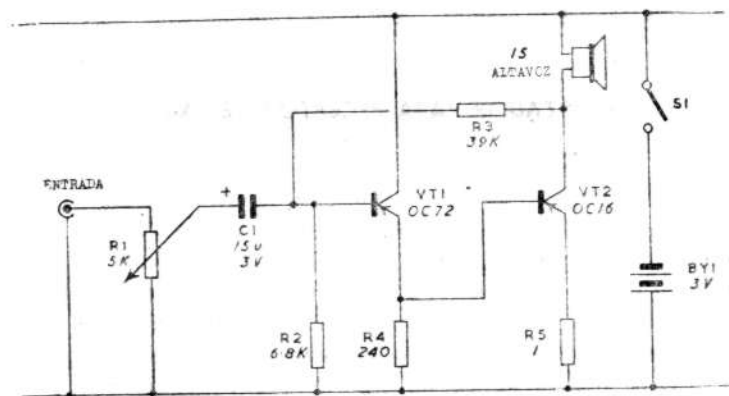 15
ALTAVOZ
S1
R3
39K
ENTRADA
VT1
OC72
VT2
OC16
+
C1
15u
3V
R1
5K
BY1
3V
R2
6·8K
R4
240
R5
1